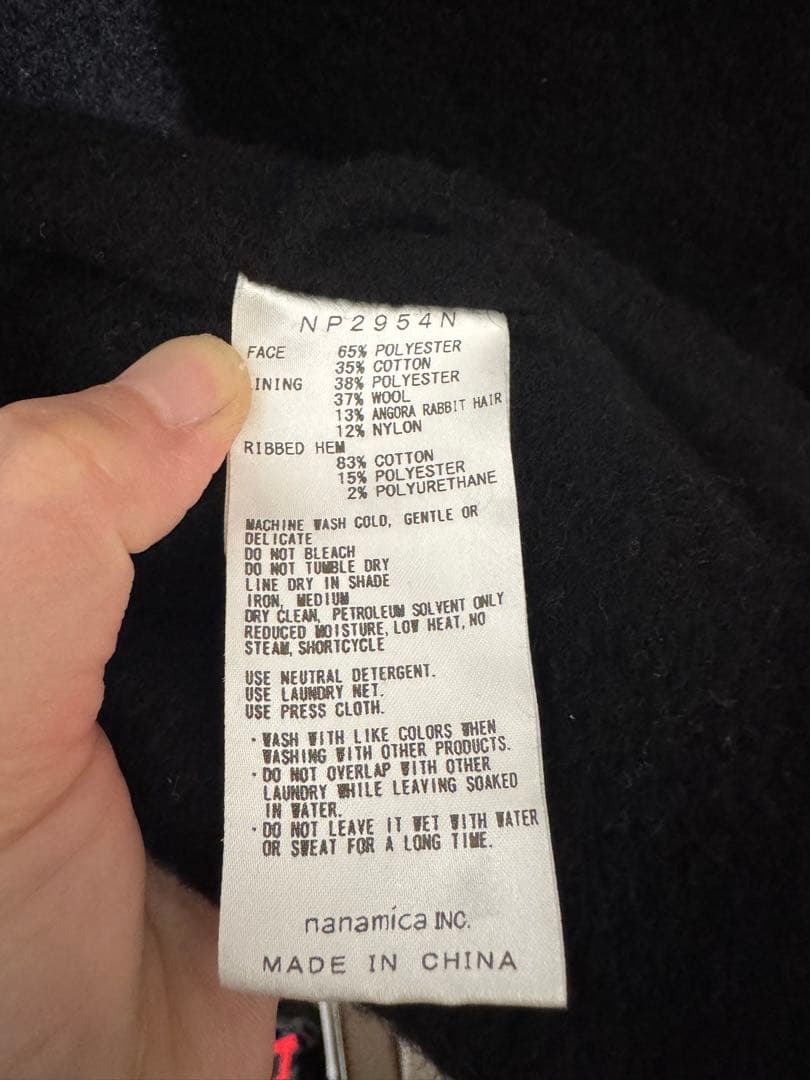 NP2954N
FACE 65% POLYESTER
35% COTTON
INING 38% POLYESTER
37% WOOL
13% ANGORA RABBIT HAIR
12% NYLON
RIBBED HEM
83% COTTON
15% POLYESTER
2% POLYURETHANE
MACHINE WASH COLD, GENTLE OR
DELICATE
DO NOT BLEACH
DO NOT TUMBLE DRY
LINE DRY IN SHADE
IRON, MEDIUM
DRY CLEAN, PETROLEUM SOLVENT ONLY
REDUCED MOISTURE, LOW HEAT, NO
STEAM, SHORTCYCLE
USE NEUTRAL DETERGENT.
USE LAUNDRY NET.
USE PRESS CLOTH.
・WASH WITH LIKE COLORS WHEN
WASHING WITH OTHER PRODUCTS.
・DO NOT OVERLAP WITH OTHER
LAUNDRY WHILE LEAVING SOAKED
IN WATER.
・DO NOT LEAVE IT WET WITH WATER
OR SWEAT FOR A LONG TIME.
nanamica INC.
MADE IN CHINA